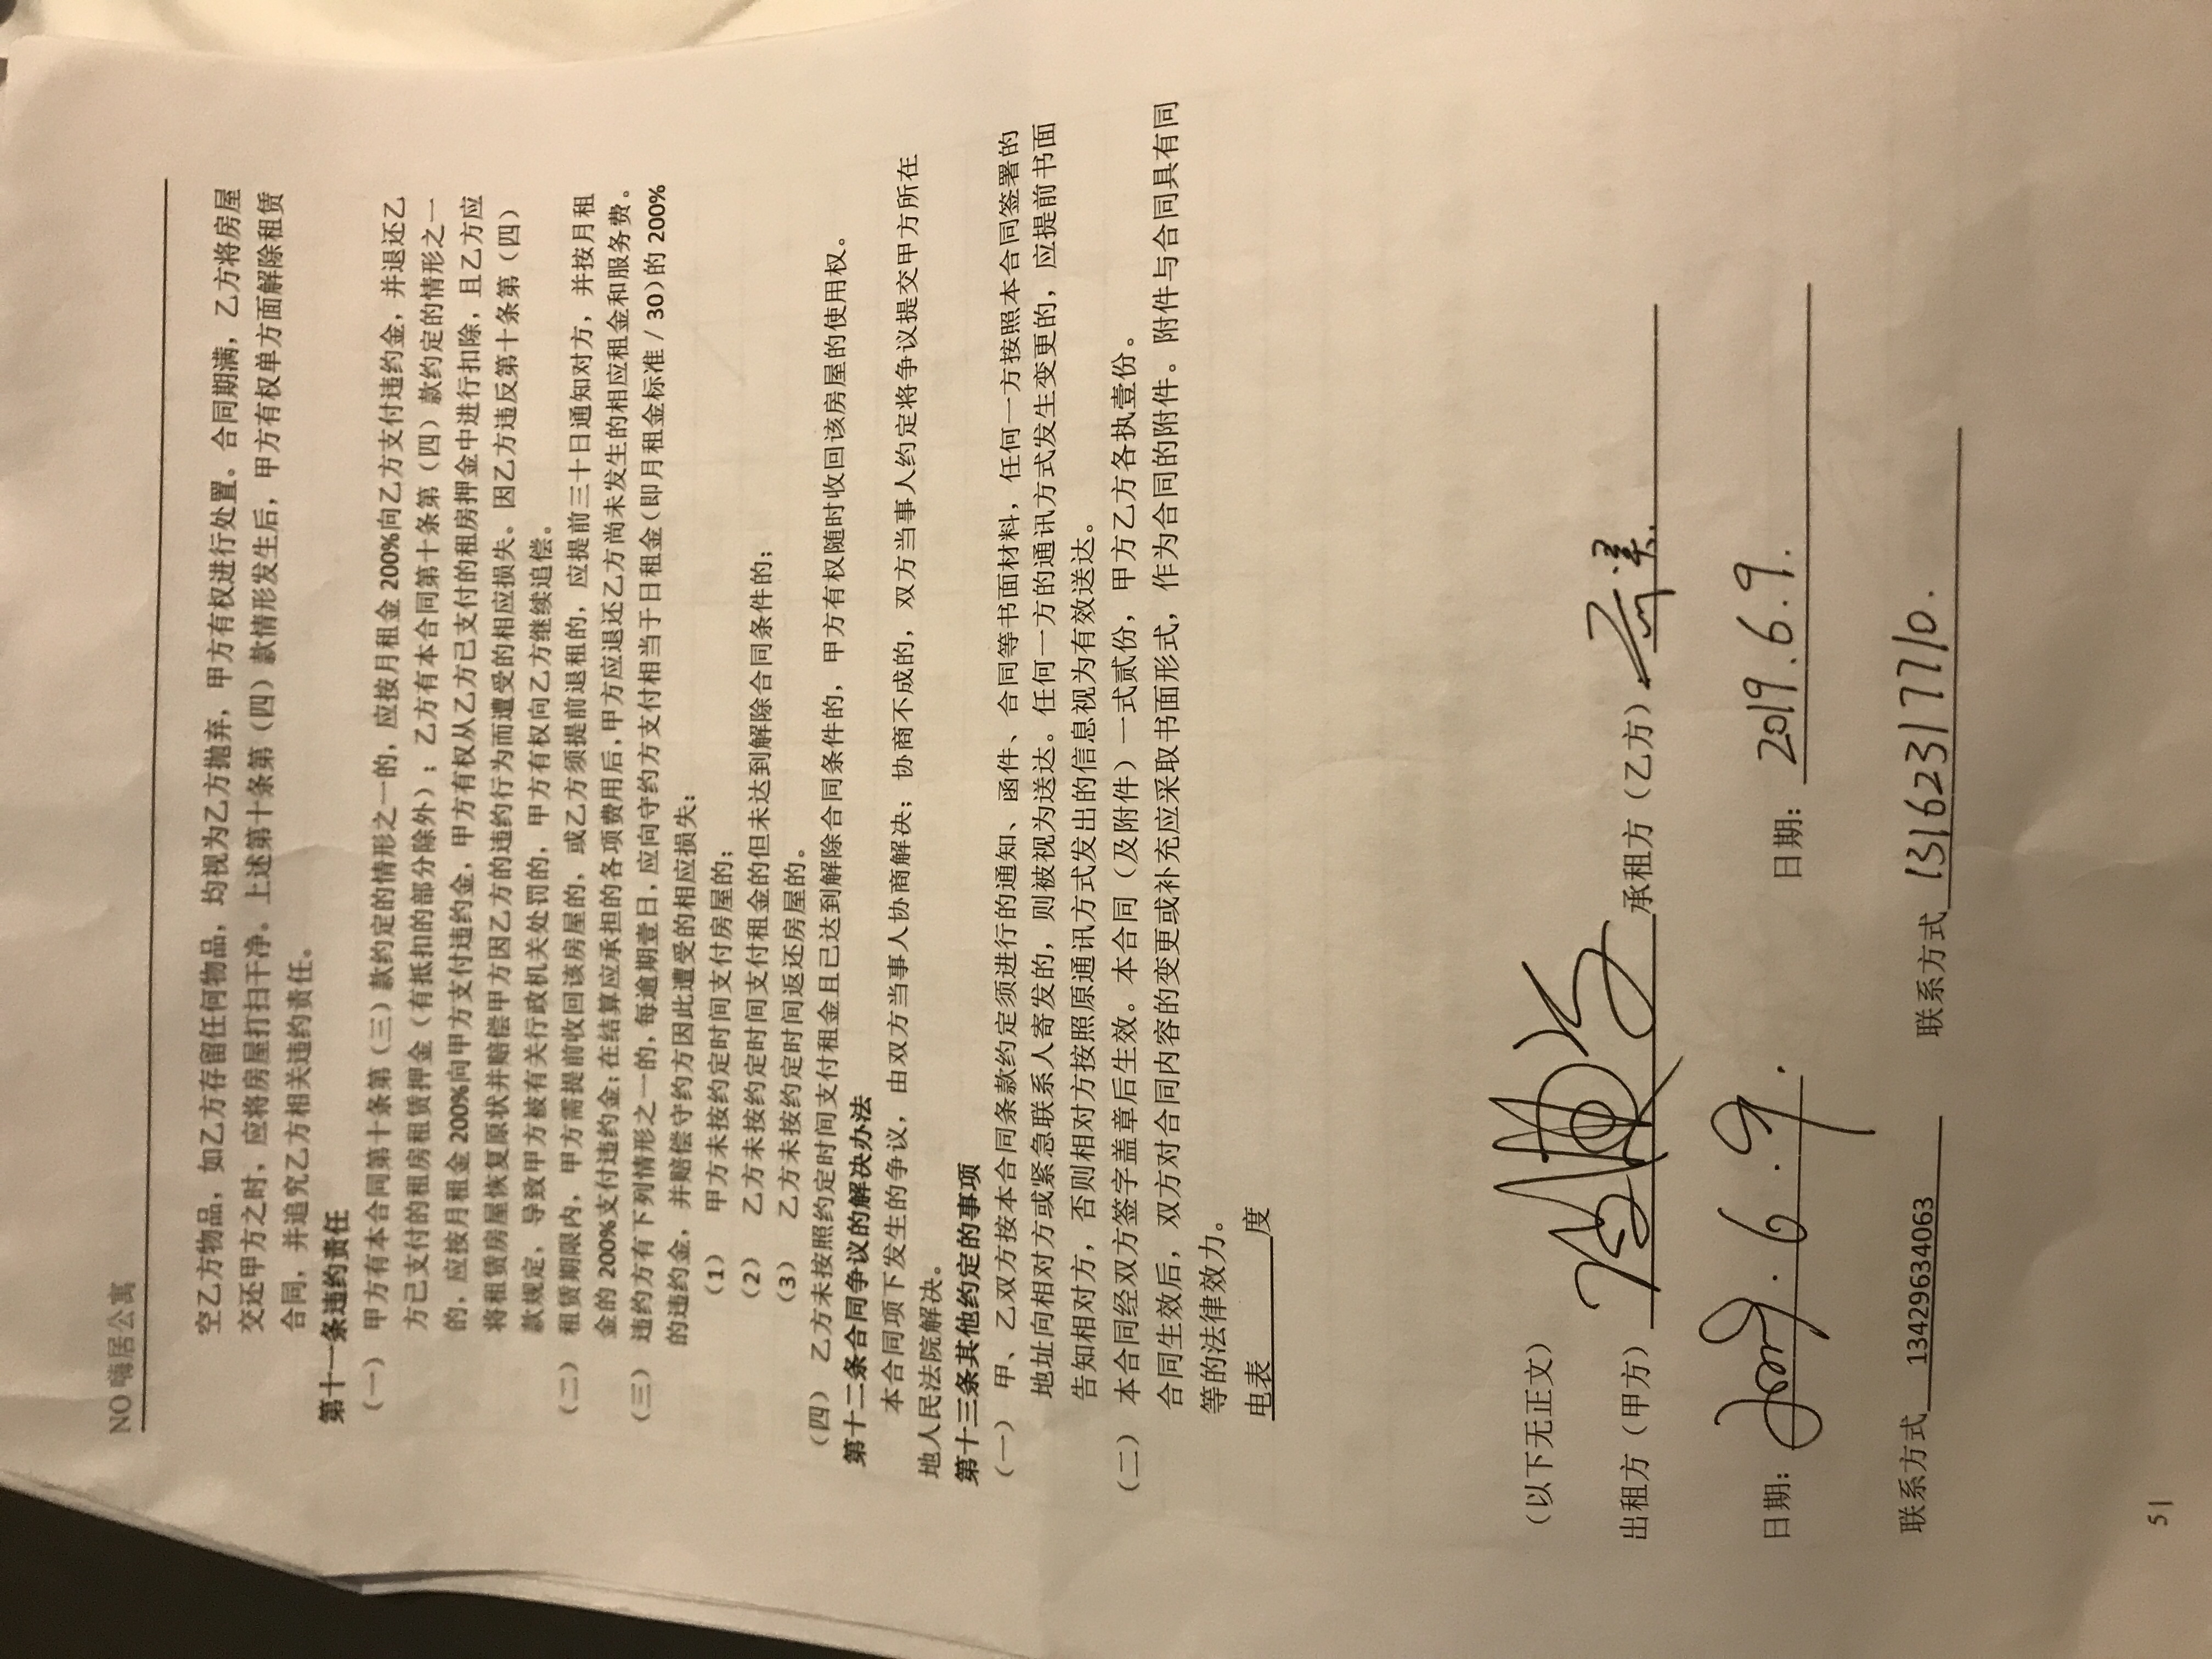 NO 嗨居公寓
空乙方物品，如乙方存留任何物品，均视为乙方抛弃，甲方有权进行处置。合同期满，乙方将房屋
交还甲方之时，应将房屋打扫干净。上述第十条第（四）款情形发生后，甲方有权单方面解除租赁
合同，并追究乙方相关违约责任。
第十一条违约责任
（一） 甲方有本合同第十条第（三）款约定的情形之一的，应按月租金 200%向乙方支付违约金，并退还乙
方已支付的租房租赁押金（有抵扣的部分除外）；乙方有本合同第十条第（四）款约定的情形之一
的，应按月租金 200%向甲方支付违约金，甲方有权从乙方已支付的租房押金中进行扣除，且乙方应
将租赁房屋恢复原状并赔偿甲方因乙方的违约行为而遭受的相应损失。因乙方违反第十条第（四）
款规定，导致甲方被有关行政机关处罚的，甲方有权向乙方继续追偿。
（二） 租赁期限内，甲方需提前收回该房屋的，或乙方须提前退租的，应提前三十日通知对方，并按月租
金的 200%支付违约金；在结算应承担的各项费用后，甲方应退还乙方尚未发生的相应租金和服务费。
（三） 违约方有下列情形之一的，每逾期壹日，应向守约方支付相当于日租金（即月租金标准 / 30）的 200%
的违约金，并赔偿守约方因此遭受的相应损失：
（1） 甲方未按约定时间支付房屋的；
（2） 乙方未按约定时间支付租金的但未达到解除合同条件的；
（3） 乙方未按约定时间返还房屋的。
（四） 乙方未按照约定时间支付租金且已达到解除合同条件的，甲方有权随时收回该房屋的使用权。
第十二条合同争议的解决办法
本合同项下发生的争议，由双方当事人协商解决；协商不成的，双方当事人约定将争议提交甲方所在
地人民法院解决。
第十三条其他约定的事项
（一） 甲、乙双方按本合同条款约定须进行的通知、函件、合同等书面材料，任何一方按照本合同签署的
地址向相对方或紧急联系人寄发的，则被视为送达。任何一方的通讯方式发生变更的，应提前书面
告知相对方，否则相对方按照原通讯方式发出的信息视为有效送达。
（二） 本合同经双方签字盖章后生效。本合同（及附件）一式贰份，甲方乙方各执壹份。
合同生效后，双方对合同内容的变更或补充应采取书面形式，作为合同的附件。附件与合同具有同
等的法律效力。
电表 度
（以下无正文）
出租方（甲方） 承租方（乙方）
日期： 2019.6.9. 日期： 2019.6.9.
联系方式 13429634063 联系方式 13162317710.
5 |